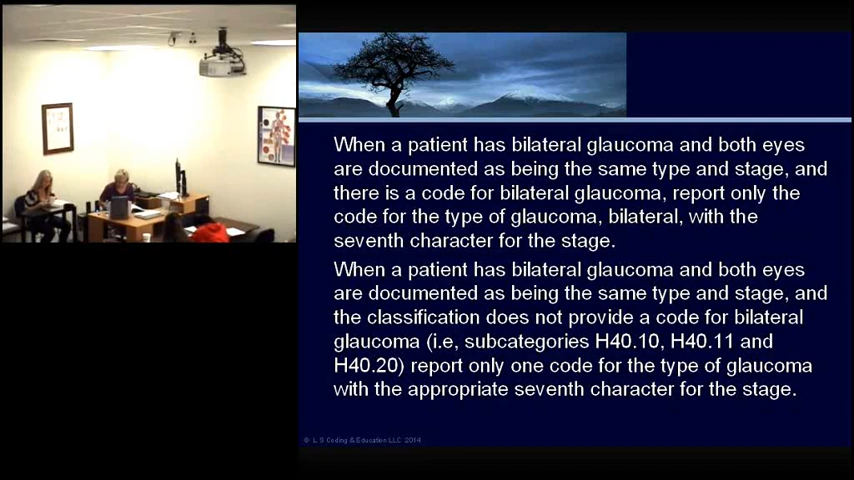 When a patient has bilateral glaucoma and both eyes
are documented as being the same type and stage, and
there is a code for bilateral glaucoma, report only the
code for the type of glaucoma, bilateral, with the
seventh character for the stage.
When a patient has bilateral glaucoma and both eyes
are documented as being the same type and stage, and
the classification does not provide a code for bilateral
glaucoma (i.e, subcategories H40.10, H40.11 and
H40.20) report only one code for the type of glaucoma
with the appropriate seventh character for the stage.
© L S Coding & Education LLC 2014